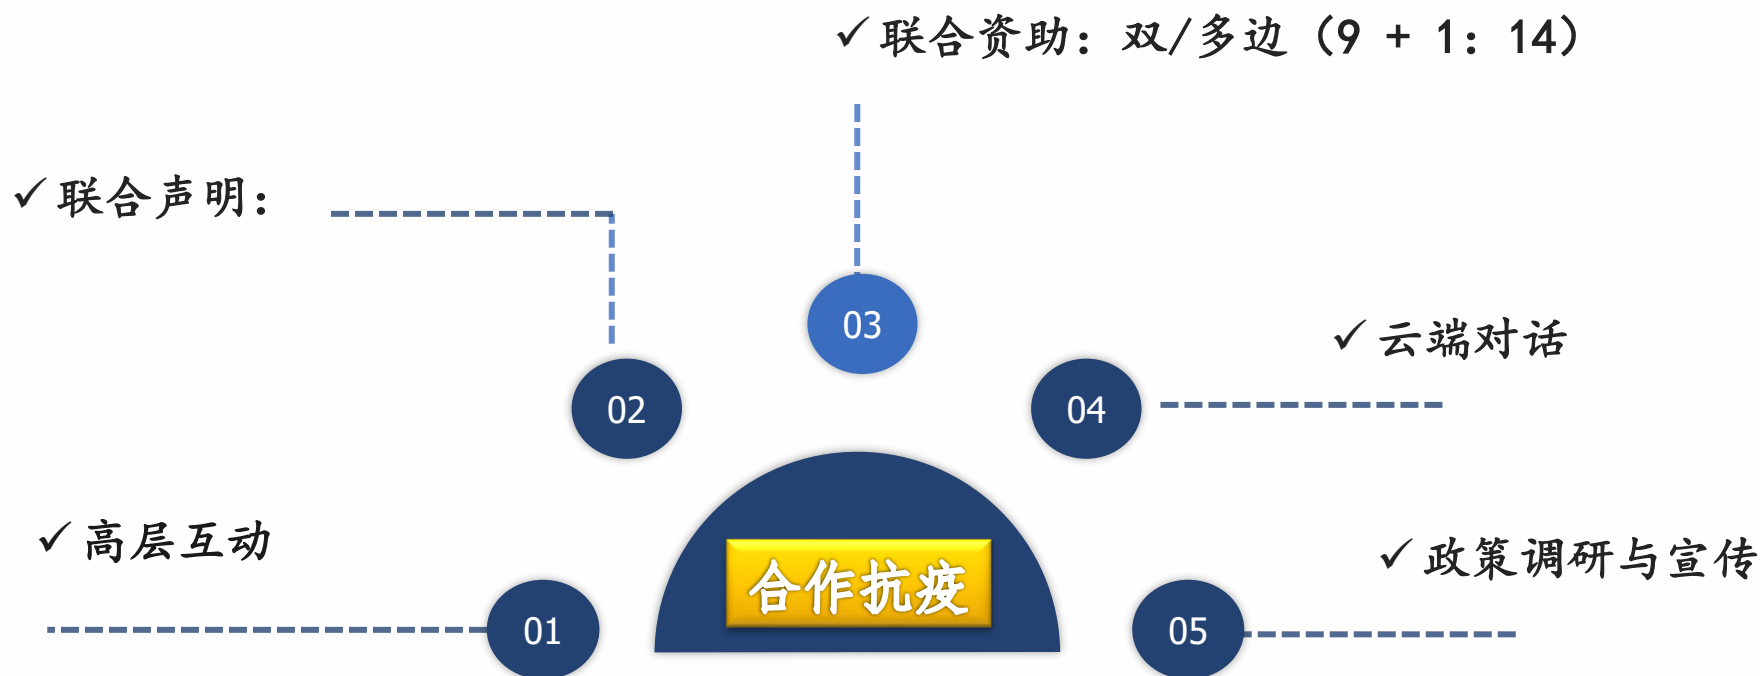 ✓联合资助：双/多边（9 + 1：14）
✓联合声明：
03
✓云端对话
02
04
✓高层互动
✓政策调研与宣传
合作抗疫
01
05